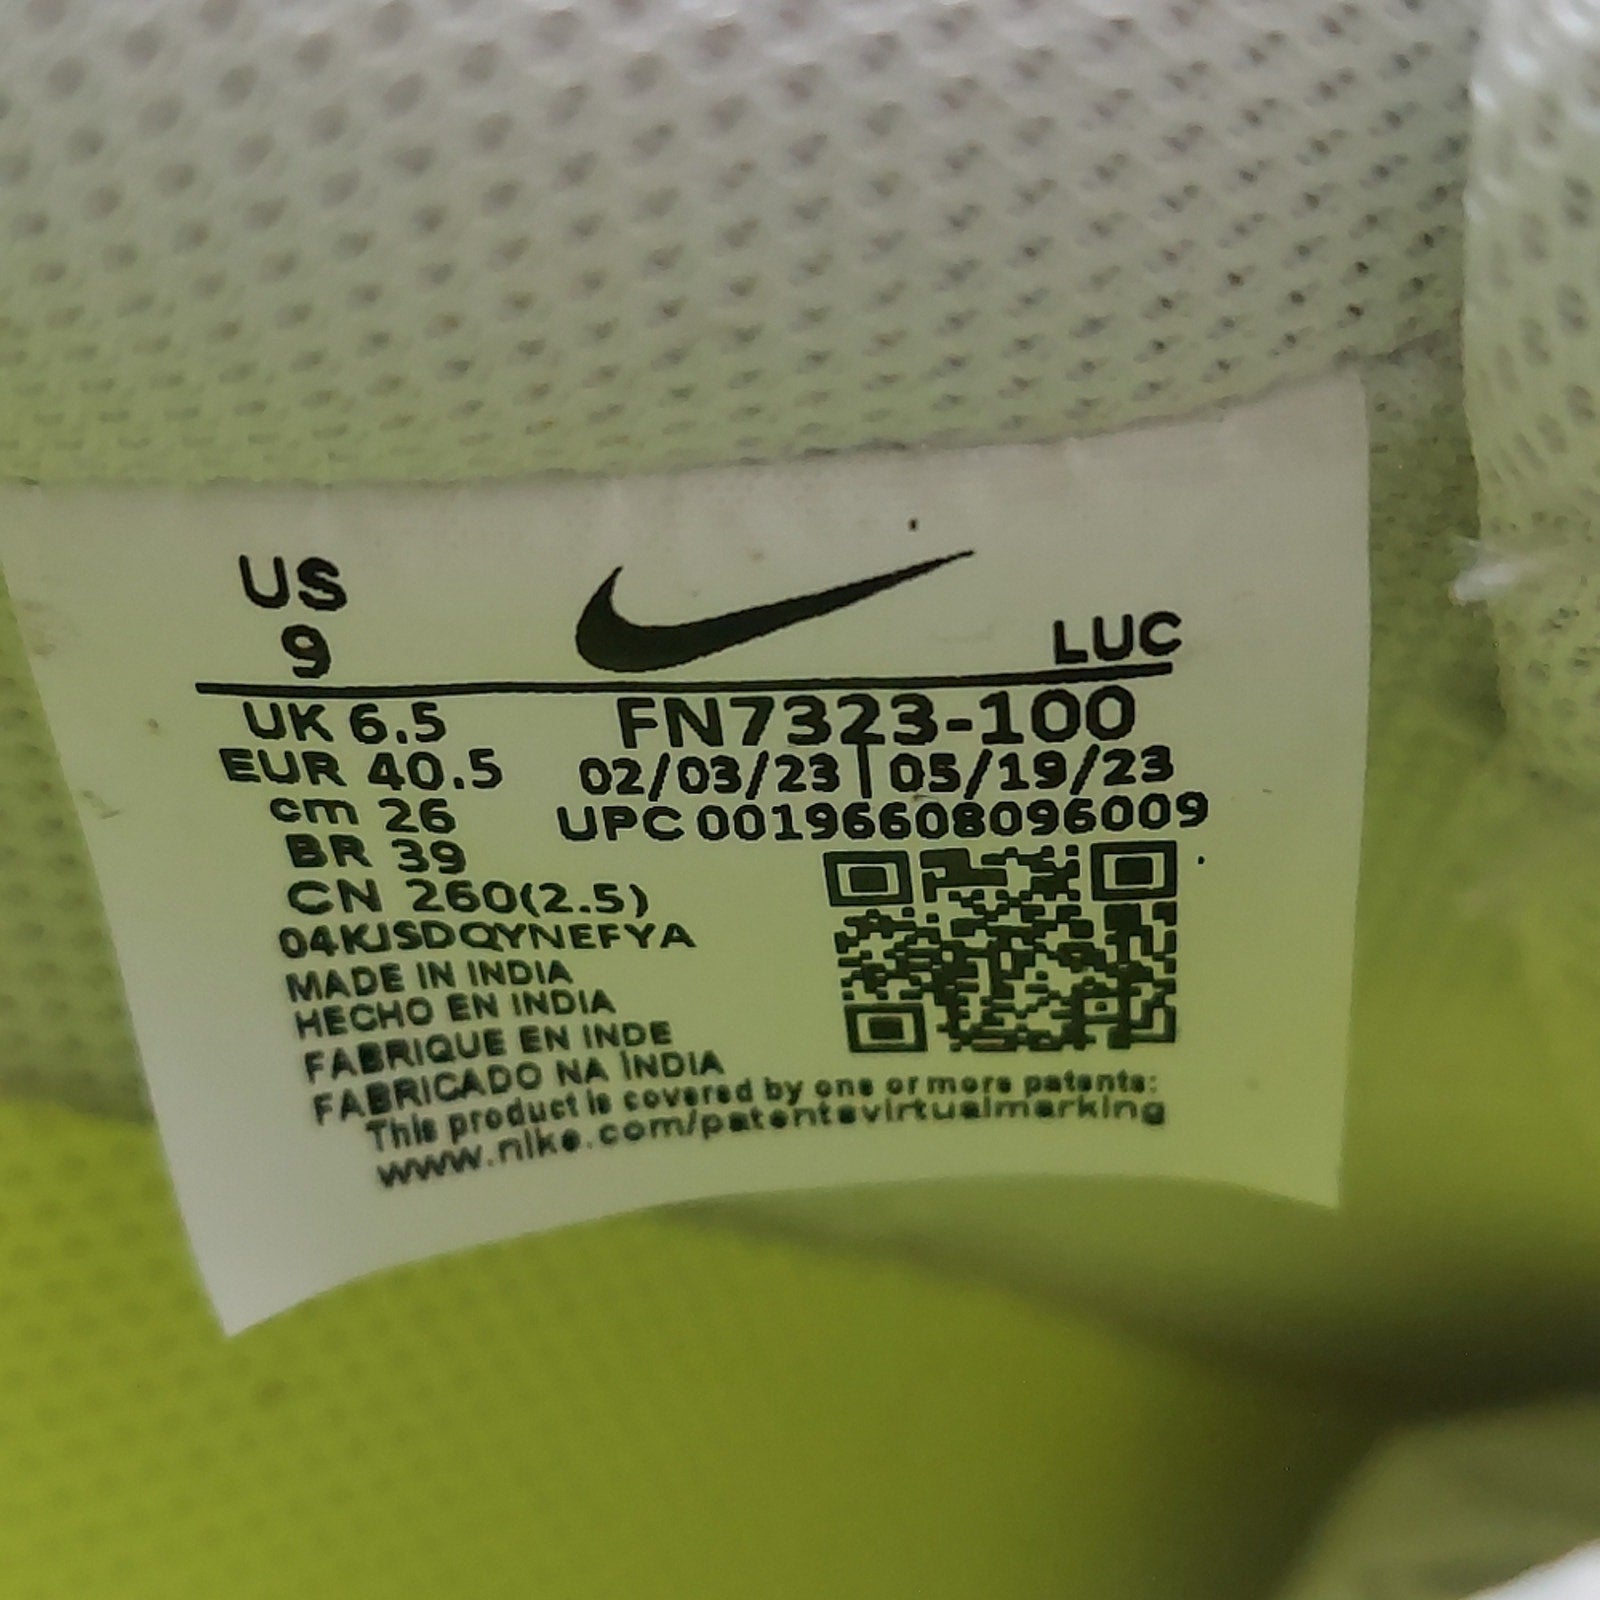 US
9
LUC
UK 6.5
FN7323-100
EUR 40.5
02/03/23 | 05/19/23
cm 26
UPC 00196608096009
BR 39
CN 260(2.5)
04KJSDQYNEFYA
MADE IN INDIA
HECHO EN INDIA
FABRIQUE EN INDE
FABRICADO NA ÌNDIA
This product is covered by one or more patents:
www.nike.com/patentsvirtualmarking